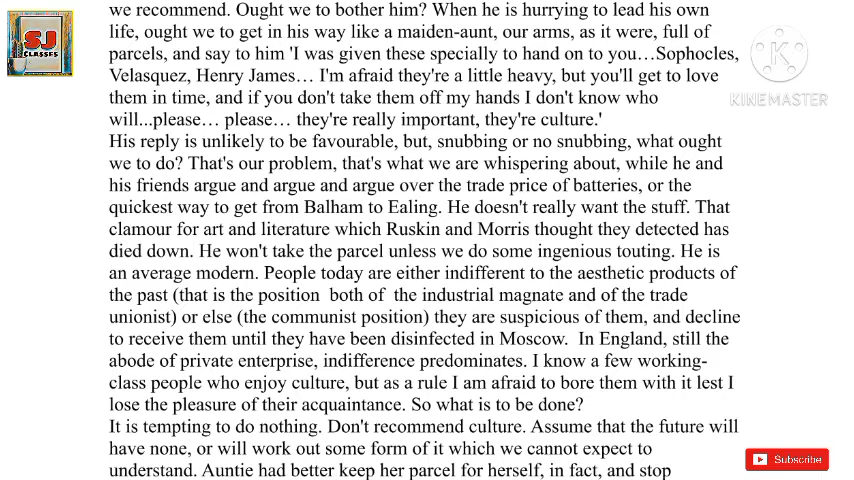 SJ
CLASSES
we recommend. Ought we to bother him? When he is hurrying to lead his own
life, ought we to get in his way like a maiden-aunt, our arms, as it were, full of
parcels, and say to him 'I was given these specially to hand on to you…Sophocles,
Velasquez, Henry James… I'm afraid they're a little heavy, but you'll get to love
them in time, and if you don't take them off my hands I don't know who
will...please… please… they're really important, they're culture.'
KINEMASTER
His reply is unlikely to be favourable, but, snubbing or no snubbing, what ought
we to do? That's our problem, that's what we are whispering about, while he and
his friends argue and argue and argue over the trade price of batteries, or the
quickest way to get from Balham to Ealing. He doesn't really want the stuff. That
clamour for art and literature which Ruskin and Morris thought they detected has
died down. He won't take the parcel unless we do some ingenious touting. He is
an average modern. People today are either indifferent to the aesthetic products of
the past (that is the position both of the industrial magnate and of the trade
unionist) or else (the communist position) they are suspicious of them, and decline
to receive them until they have been disinfected in Moscow. In England, still the
abode of private enterprise, indifference predominates. I know a few working-
class people who enjoy culture, but as a rule I am afraid to bore them with it lest I
lose the pleasure of their acquaintance. So what is to be done?
It is tempting to do nothing. Don't recommend culture. Assume that the future will
have none, or will work out some form of it which we cannot expect to
understand. Auntie had better keep her parcel for herself, in fact, and stop
Subscribe